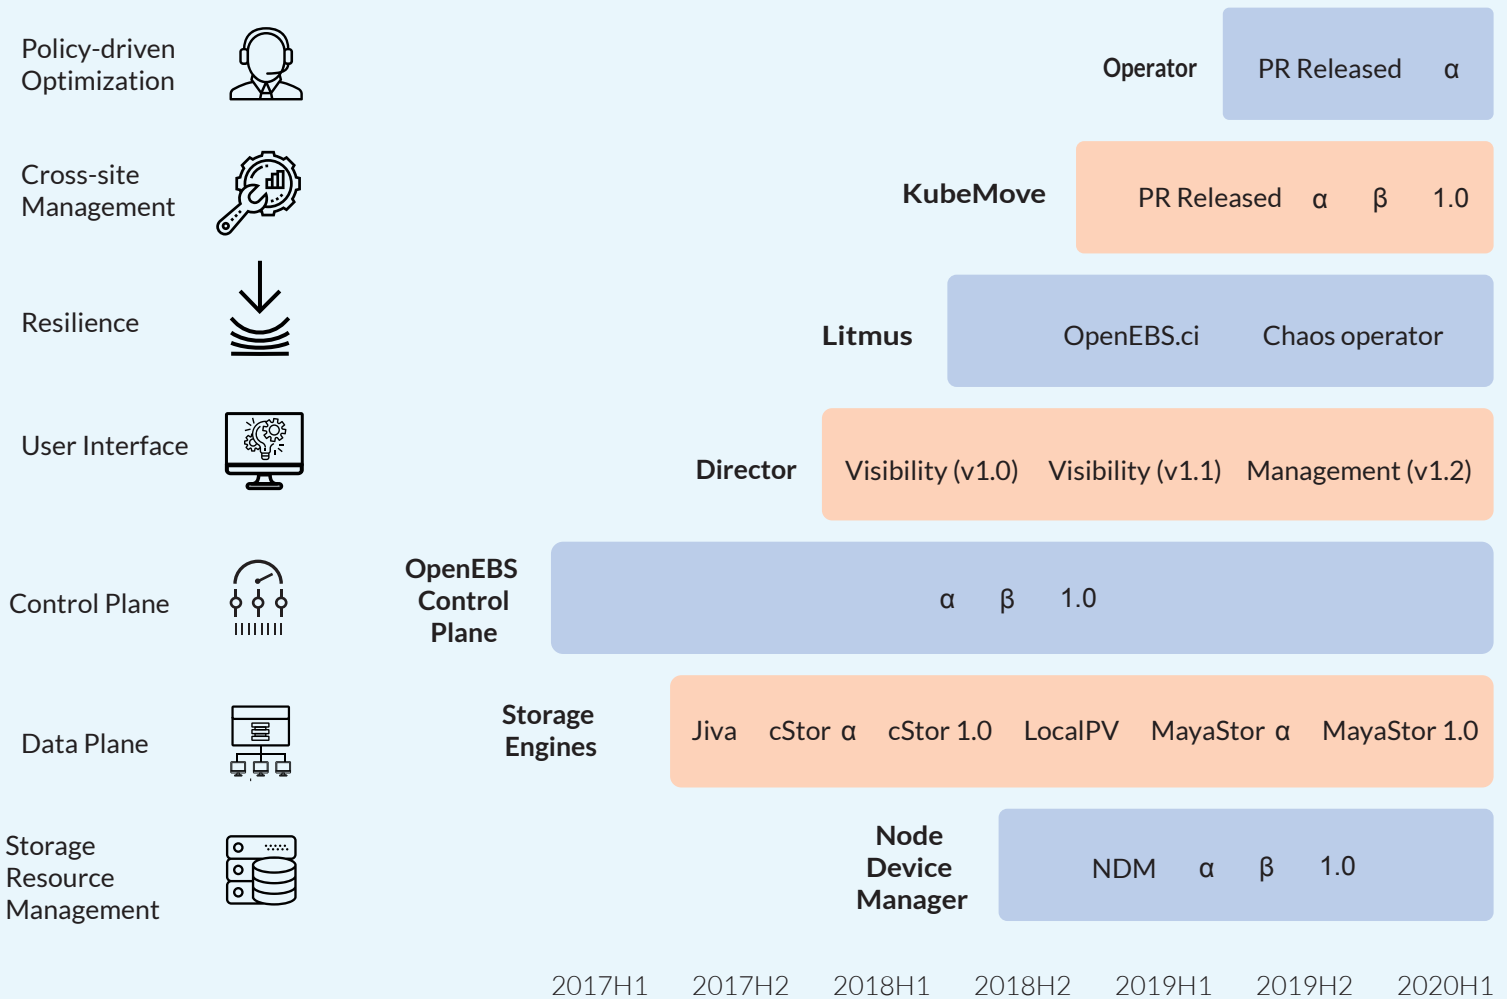 Policy-driven
Optimization
Operator
PR Released α
Cross-site
Management
KubeMove
PR Released α β 1.0
Resilience
Litmus
OpenEBS.ci Chaos operator
User Interface
Director
Visibility (v1.0) Visibility (v1.1) Management (v1.2)
Control Plane
OpenEBS
Control
Plane
α β 1.0
Data Plane
Storage
Engines
Jiva cStor α cStor 1.0 LocalPV MayaStor α MayaStor 1.0
Storage
Resource
Management
Node
Device
Manager
NDM α β 1.0
2017H1 2017H2 2018H1 2018H2 2019H1 2019H2 2020H1